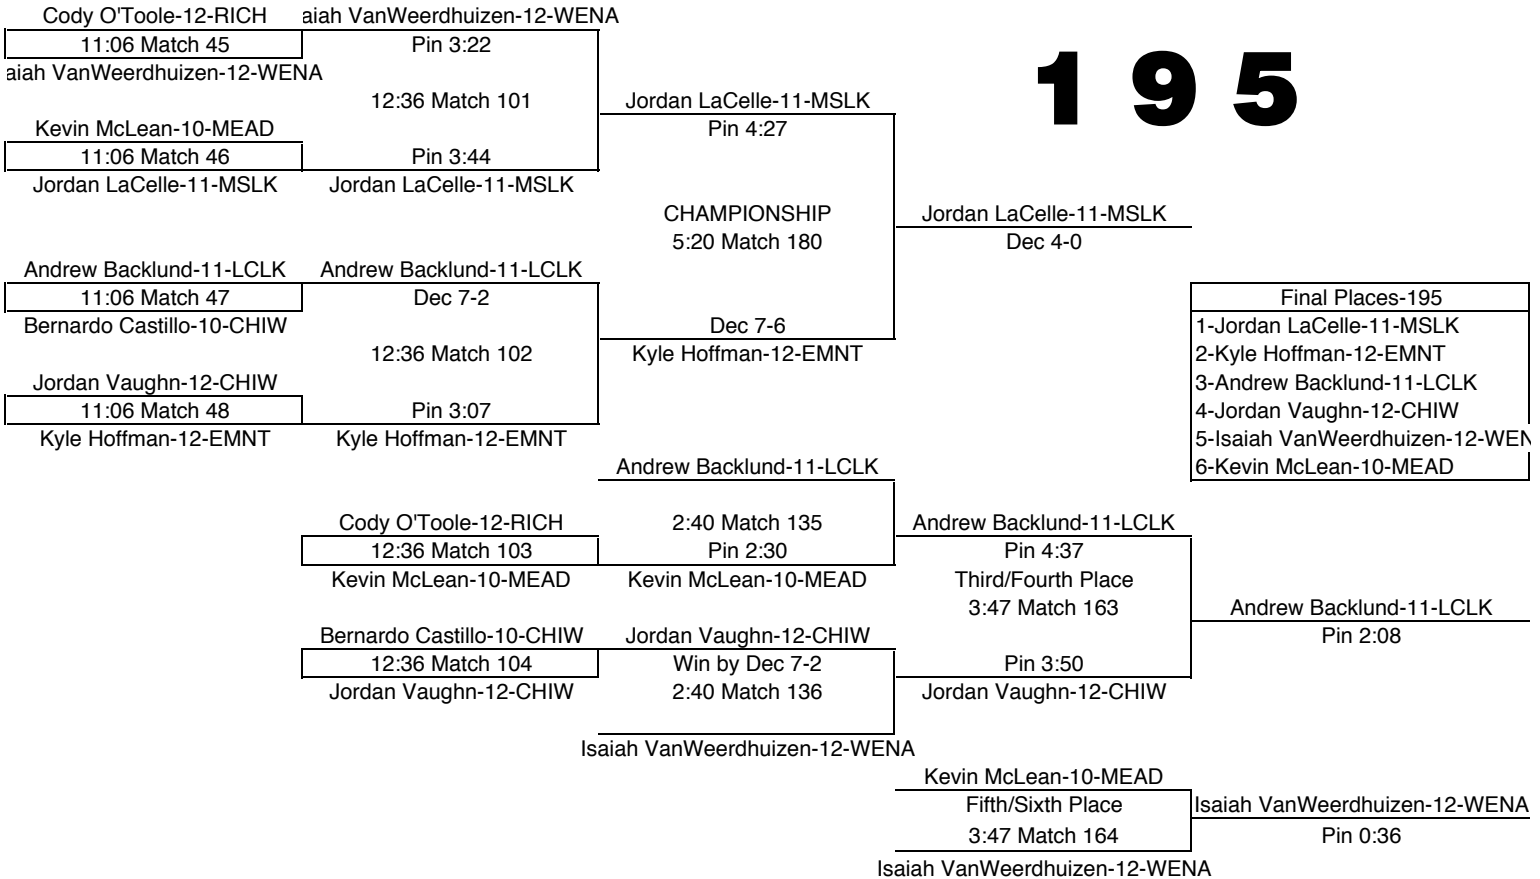 Cody O'Toole-12-RICH
aiah VanWeerdhuizen-12-WENA
11:06 Match 45
Pin 3:22
aiah VanWeerdhuizen-12-WENA
12:36 Match 101
Jordan LaCelle-11-MSLK
195
Kevin McLean-10-MEAD
Pin 4:27
11:06 Match 46
Pin 3:44
Jordan LaCelle-11-MSLK
Jordan LaCelle-11-MSLK
CHAMPIONSHIP
Jordan LaCelle-11-MSLK
5:20 Match 180
Dec 4-0
Andrew Backlund-11-LCLK
Andrew Backlund-11-LCLK
11:06 Match 47
Dec 7-2
Final Places-195
Bernardo Castillo-10-CHIW
Dec 7-6
1-Jordan LaCelle-11-MSLK
12:36 Match 102
Kyle Hoffman-12-EMNT
2-Kyle Hoffman-12-EMNT
Jordan Vaughn-12-CHIW
3-Andrew Backlund-11-LCLK
11:06 Match 48
Pin 3:07
4-Jordan Vaughn-12-CHIW
Kyle Hoffman-12-EMNT
Kyle Hoffman-12-EMNT
5-Isaiah VanWeerdhuizen-12-WEN
Andrew Backlund-11-LCLK
6-Kevin McLean-10-MEAD
Cody O'Toole-12-RICH
2:40 Match 135
Andrew Backlund-11-LCLK
12:36 Match 103
Pin 2:30
Pin 4:37
Kevin McLean-10-MEAD
Kevin McLean-10-MEAD
Third/Fourth Place
3:47 Match 163
Andrew Backlund-11-LCLK
Bernardo Castillo-10-CHIW
Jordan Vaughn-12-CHIW
Pin 2:08
12:36 Match 104
Win by Dec 7-2
Pin 3:50
Jordan Vaughn-12-CHIW
2:40 Match 136
Jordan Vaughn-12-CHIW
Isaiah VanWeerdhuizen-12-WENA
Kevin McLean-10-MEAD
Fifth/Sixth Place
Isaiah VanWeerdhuizen-12-WENA
3:47 Match 164
Pin 0:36
Isaiah VanWeerdhuizen-12-WENA